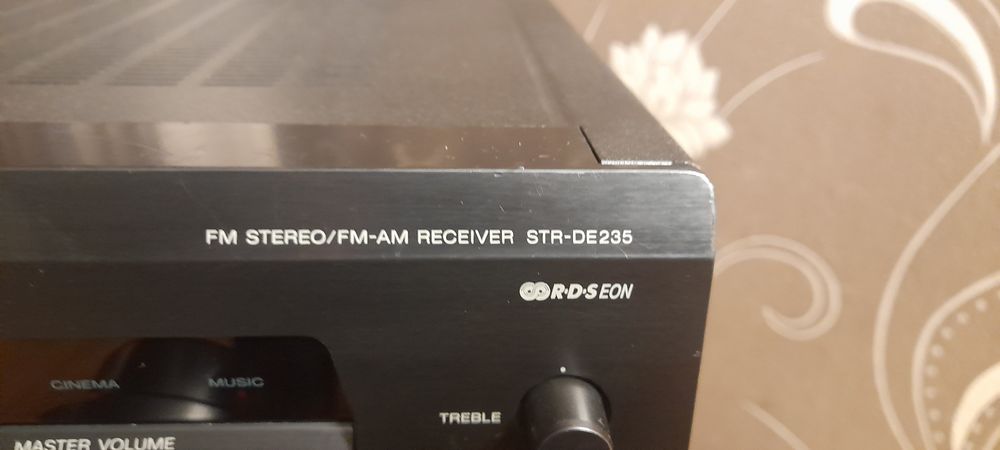 FM STEREO/FM-AM RECEIVER STR-DE235
R·D·S EON
CINEMA MUSIC
TREBLE
MASTER VOLUME